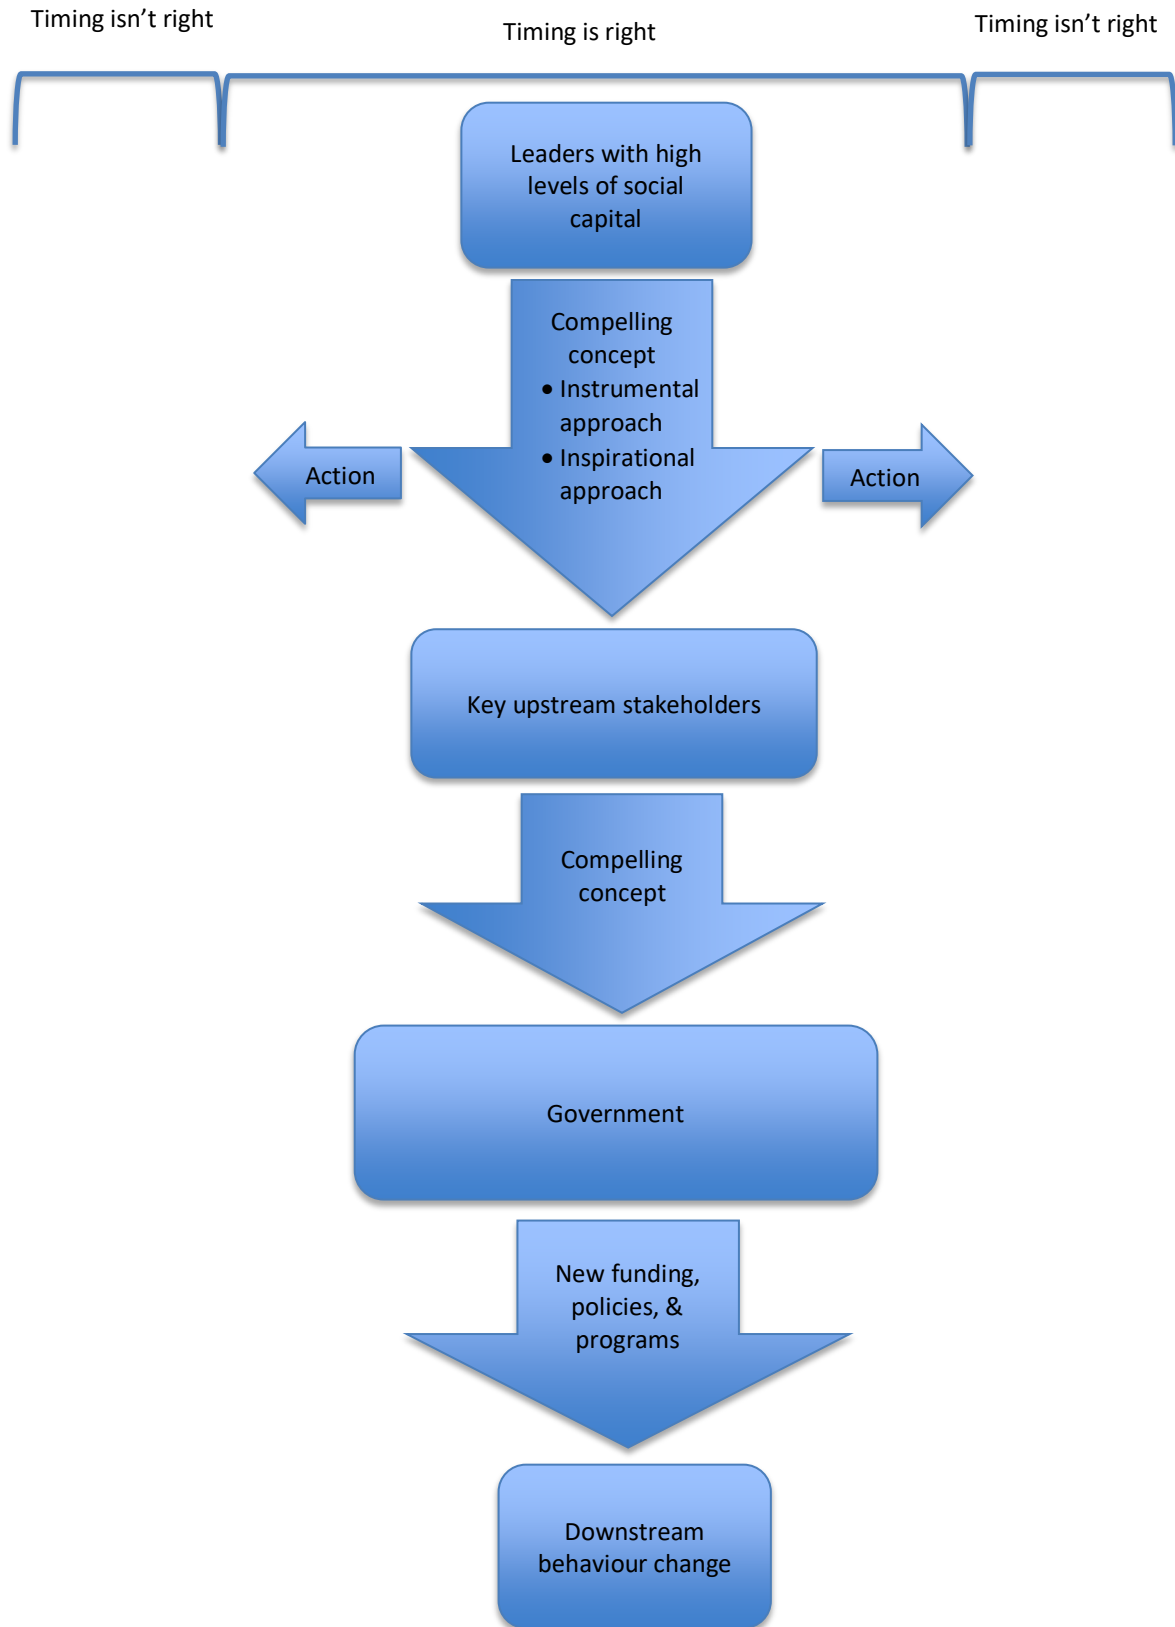 Timing isn’t right
Timing is right
Timing isn’t right
Leaders with high
levels of social
capital
Compelling
concept
• Instrumental
approach
• Inspirational
approach
Action
Action
Key upstream stakeholders
Compelling
concept
Government
New funding,
policies, &
programs
Downstream
behaviour change